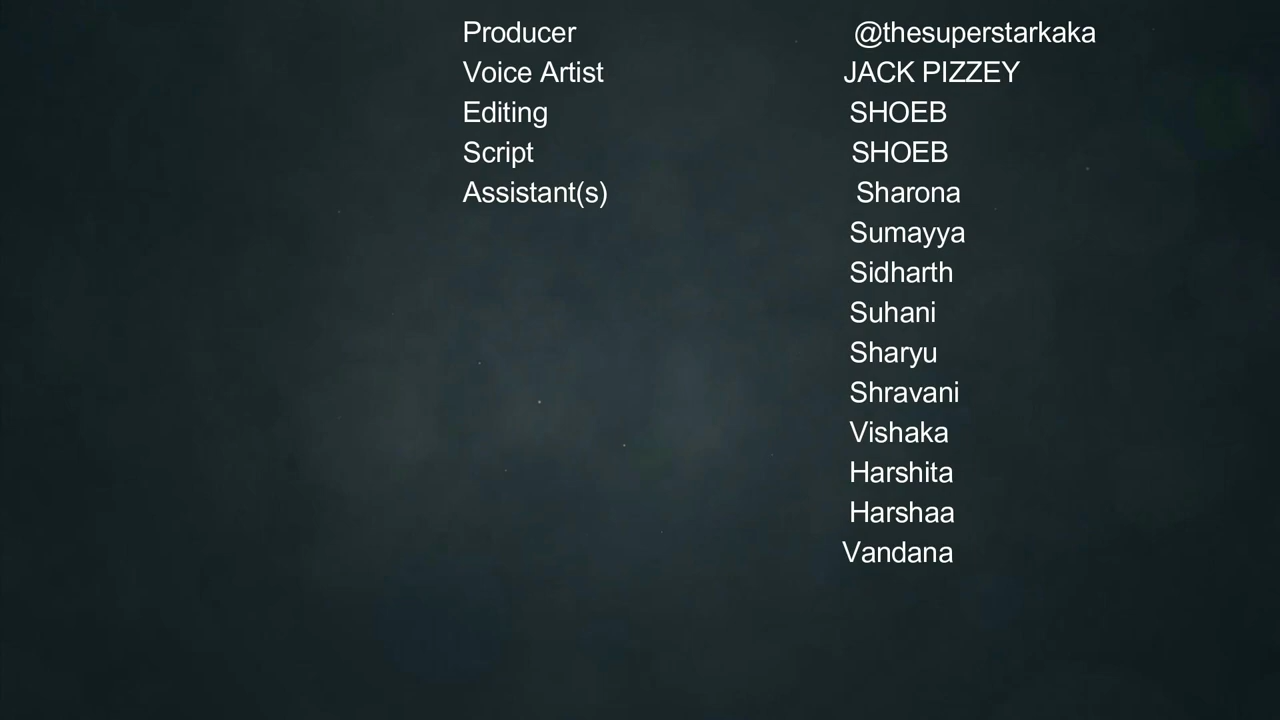 Producer @thesuperstarkaka
Voice Artist JACK PIZZEY
Editing SHOEB
Script SHOEB
Assistant(s) Sharona
Sumayya
Sidharth
Suhani
Sharyu
Shravani
Vishaka
Harshita
Harshaa
Vandana